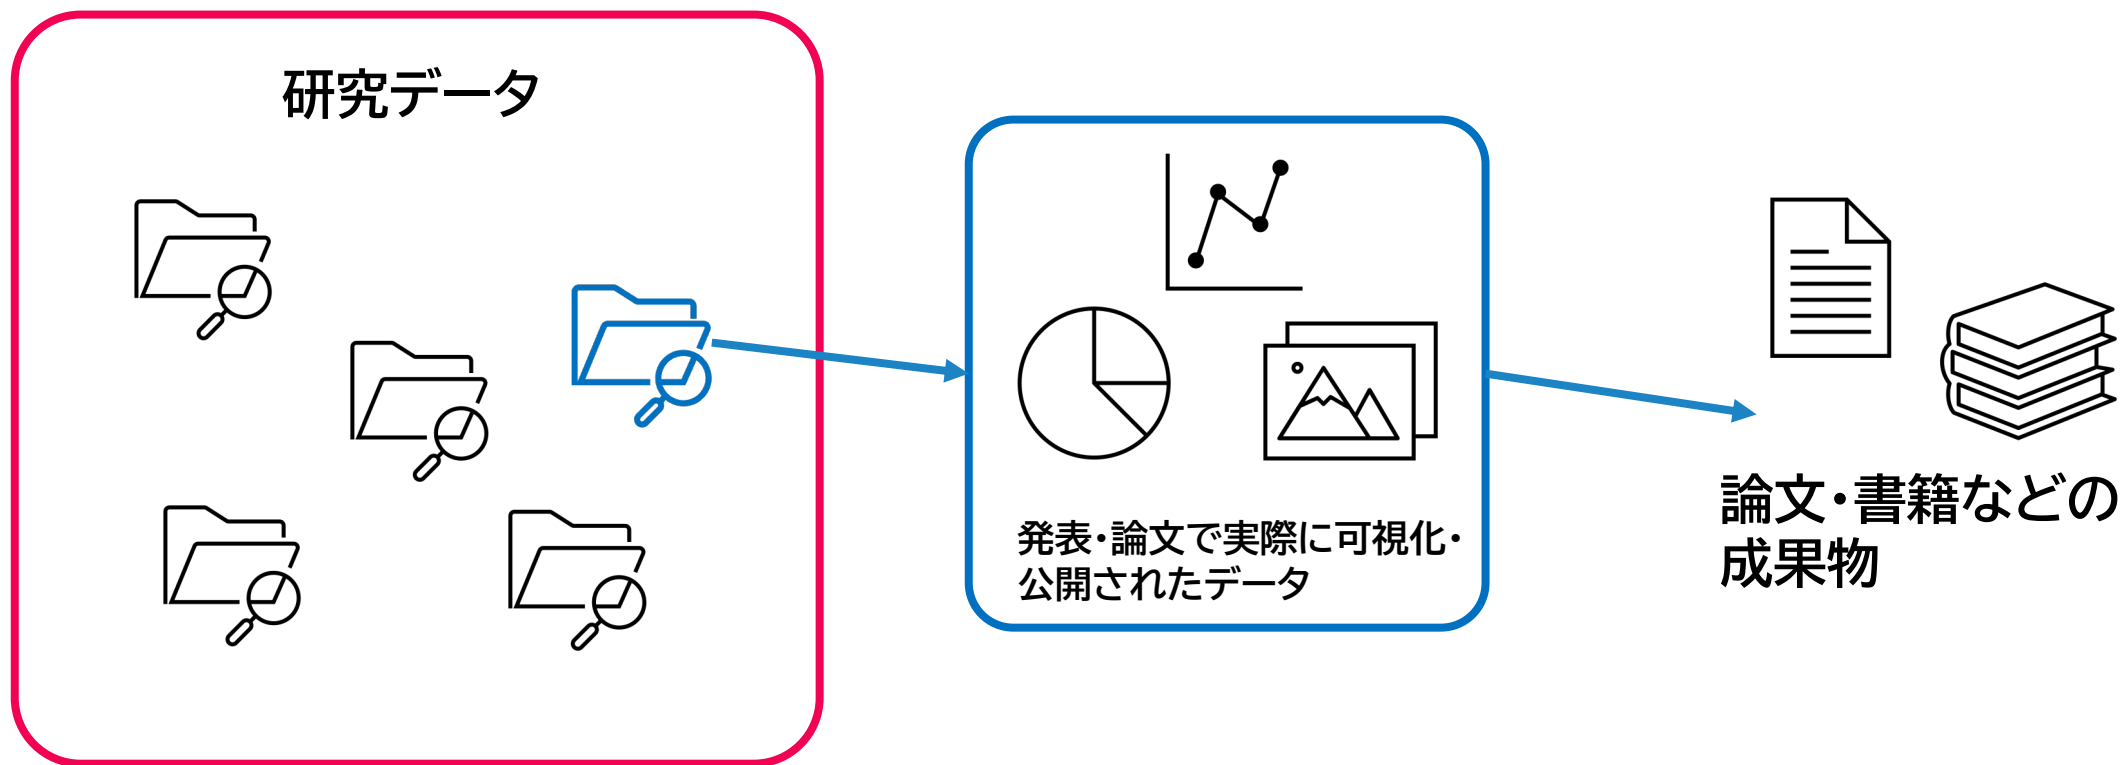 研究データ
発表・論文で実際に可視化・
公開されたデータ
論文・書籍などの
成果物